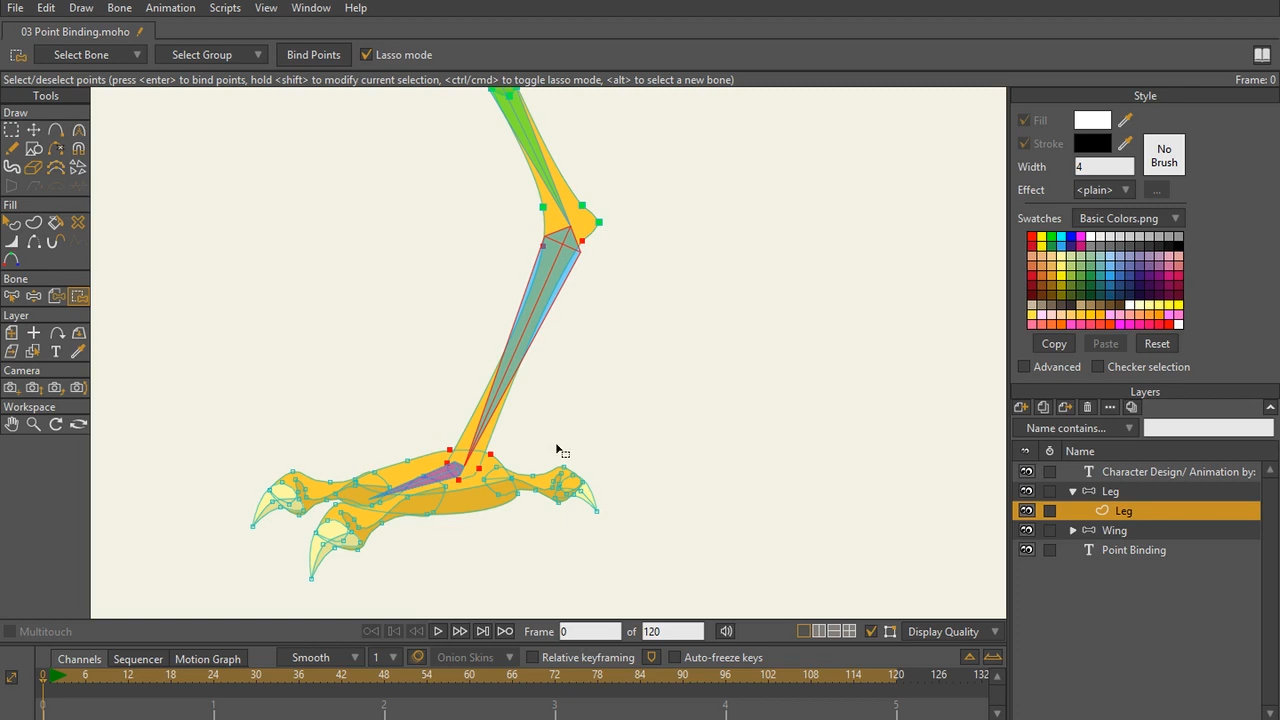 File Edit Draw Bone Animation Scripts View Window Help
03 Point Binding.moho
Select Bone Select Group Bind Points Lasso mode
Select/deselect points (press <enter> to bind points, hold <shift> to modify current selection, <ctrl/cmd> to toggle lasso mode, <alt> to select a new bone) Frame: 0
Tools
Draw
Fill
Bone
Layer
T
Camera
Workspace
Style
Fill
Stroke
No Brush
Width 4
Effect <plain> ...
Swatches Basic Colors.png
Copy Paste Reset
Advanced Checker selection
Layers
Name contains...
Name
T Character Design/ Animation by:
Leg
Leg
Wing
T Point Binding
Multitouch Frame 0 of 120 Display Quality
Channels Sequencer Motion Graph Smooth 1 Onion Skins Relative keyframing Auto-freeze keys
0 6 12 18 24 30 36 42 48 54 60 66 72 78 84 90 96 102 108 114 120 126 132
0 1 2 3 4 5